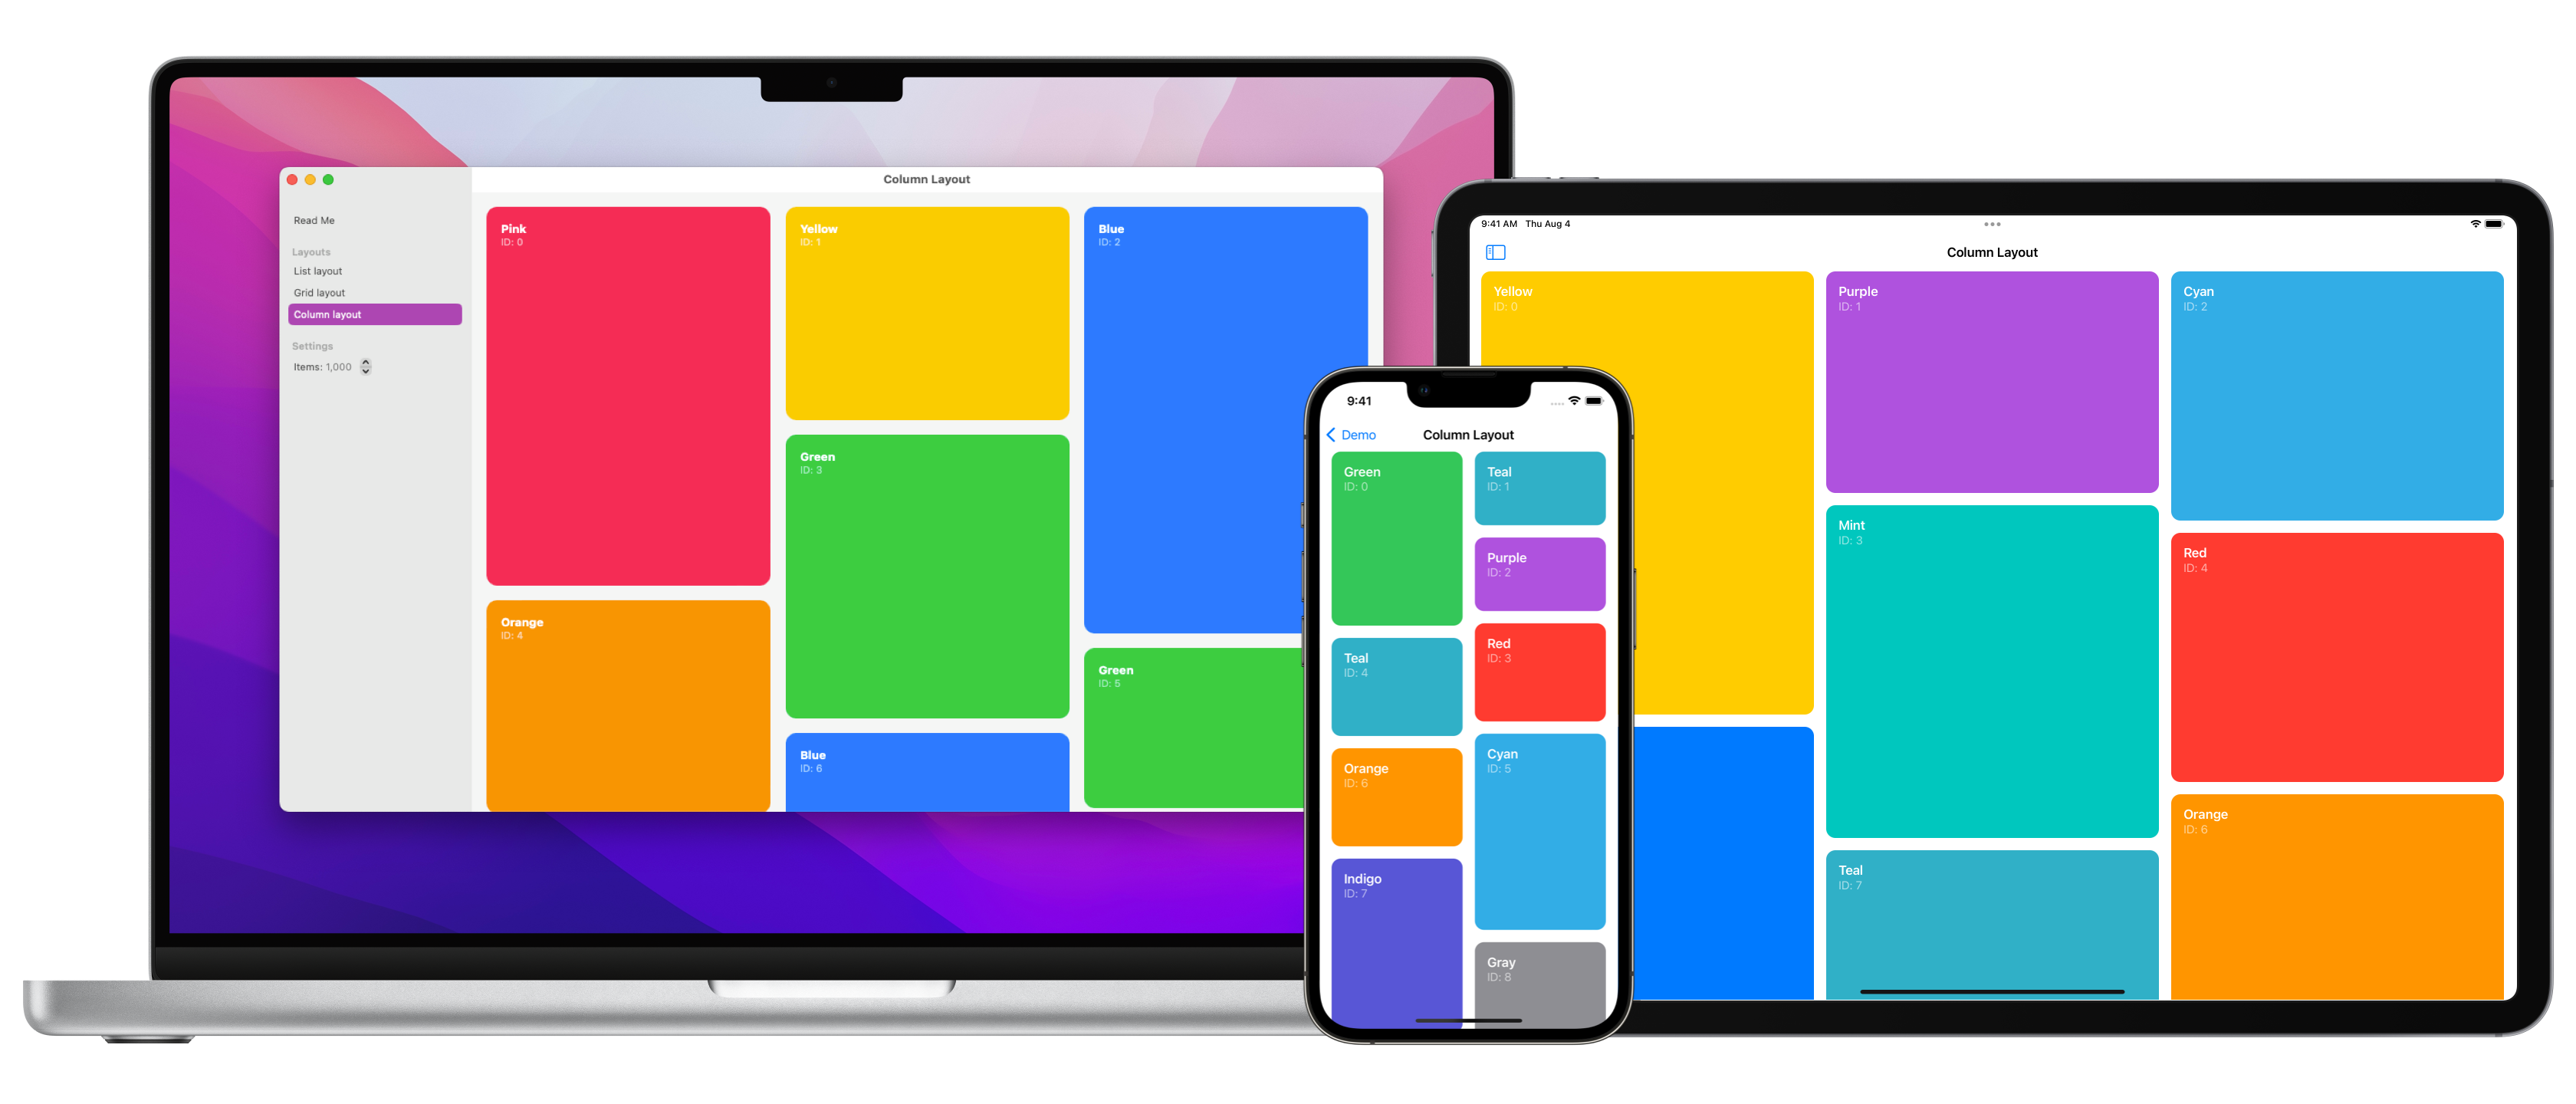 Column Layout
Read Me
Layouts
List layout
Grid layout
Column layout
Settings
Items: 1,000
Pink
ID: 0
Yellow
ID: 1
Blue
ID: 2
Green
ID: 3
Orange
ID: 4
Green
ID: 5
Blue
ID: 6
9:41
Demo
Column Layout
Green
ID: 0
Teal
ID: 1
Purple
ID: 2
Red
ID: 3
Teal
ID: 4
Cyan
ID: 5
Orange
ID: 6
Indigo
ID: 7
Gray
ID: 8
9:41 AM Thu Aug 4
Column Layout
Yellow
ID: 0
Purple
ID: 1
Cyan
ID: 2
Mint
ID: 3
Red
ID: 4
Orange
ID: 6
Teal
ID: 7